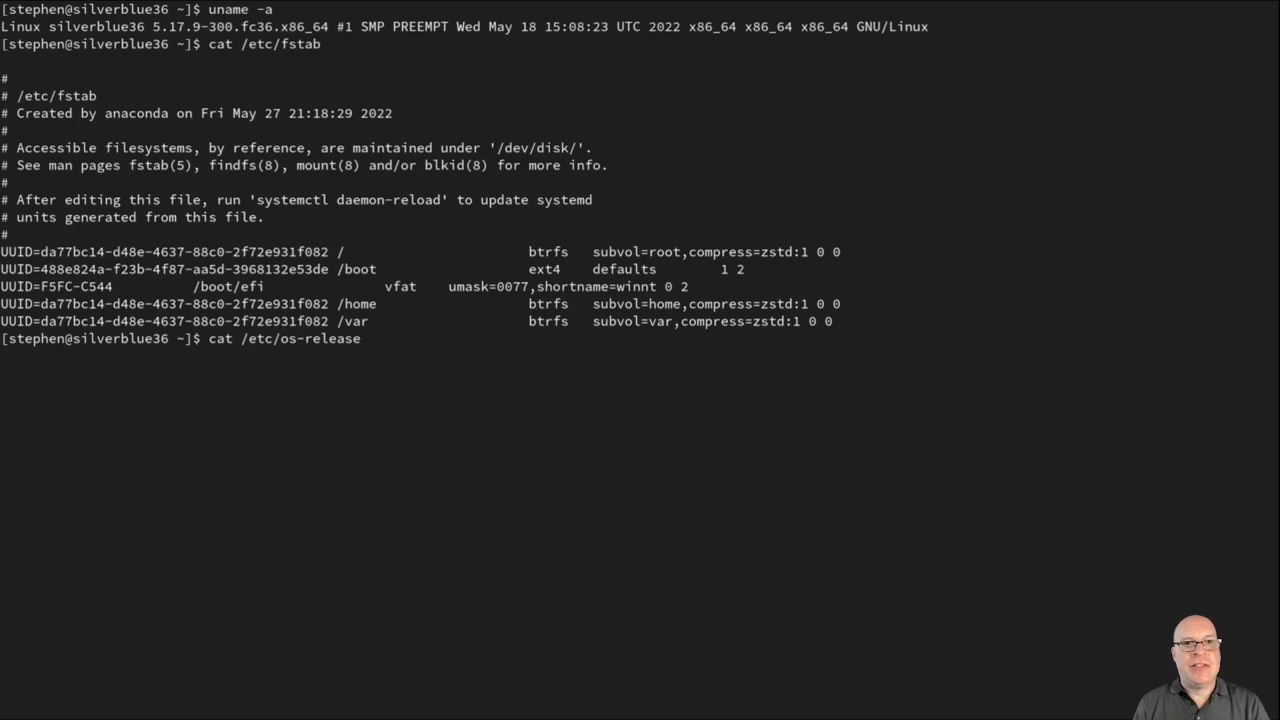 [stephen@silverblue36 ~]$ uname -a
Linux silverblue36 5.17.9-300.fc36.x86_64 #1 SMP PREEMPT Wed May 18 15:08:23 UTC 2022 x86_64 x86_64 x86_64 GNU/Linux
[stephen@silverblue36 ~]$ cat /etc/fstab
#
# /etc/fstab
# Created by anaconda on Fri May 27 21:18:29 2022
#
# Accessible filesystems, by reference, are maintained under '/dev/disk/'.
# See man pages fstab(5), findfs(8), mount(8) and/or blkid(8) for more info.
#
# After editing this file, run 'systemctl daemon-reload' to update systemd
# units generated from this file.
#
UUID=da77bc14-d48e-4637-88c0-2f72e931f082 /                       btrfs   subvol=root,compress=zstd:1 0 0
UUID=488e824a-f23b-4f87-aa5d-3968132e53de /boot                   ext4    defaults        1 2
UUID=F5FC-C544          /boot/efi               vfat    umask=0077,shortname=winnt 0 2
UUID=da77bc14-d48e-4637-88c0-2f72e931f082 /home                   btrfs   subvol=home,compress=zstd:1 0 0
UUID=da77bc14-d48e-4637-88c0-2f72e931f082 /var                    btrfs   subvol=var,compress=zstd:1 0 0
[stephen@silverblue36 ~]$ cat /etc/os-release